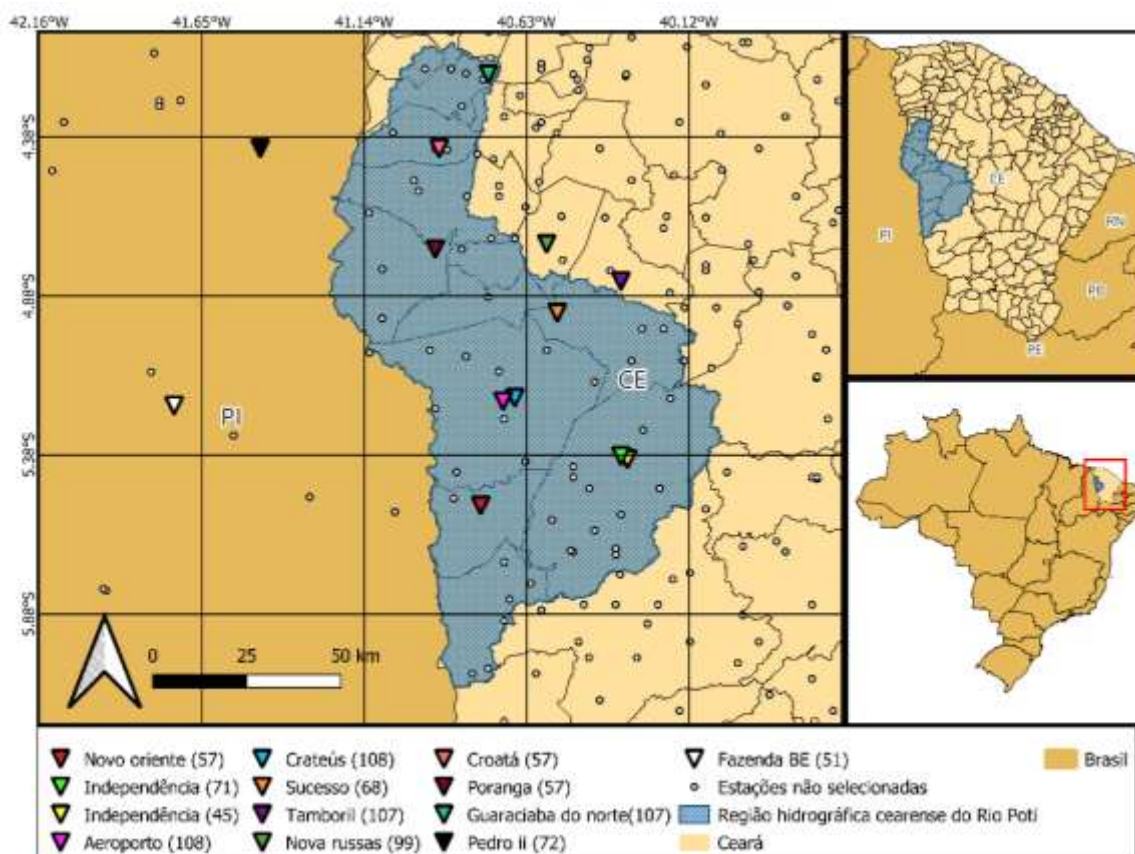 42.16°W 41.65°W 41.14°W 40.63°W 40.12°W
4.38°S
4.88°S
5.38°S
5.88°S
CE
PI
0 25 50 km
CE
RN
PI
PB
PE
Novo oriente (57)
Independência (71)
Independência (45)
Aeroporto (108)
Crateús (108)
Sucesso (68)
Tamboril (107)
Nova russas (99)
Croatá (57)
Poranga (57)
Guaraciaba do norte(107)
Pedro ii (72)
Fazenda BE (51)
Estações não selecionadas
Região hidrográfica cearense do Rio Poti
Ceará
Brasil